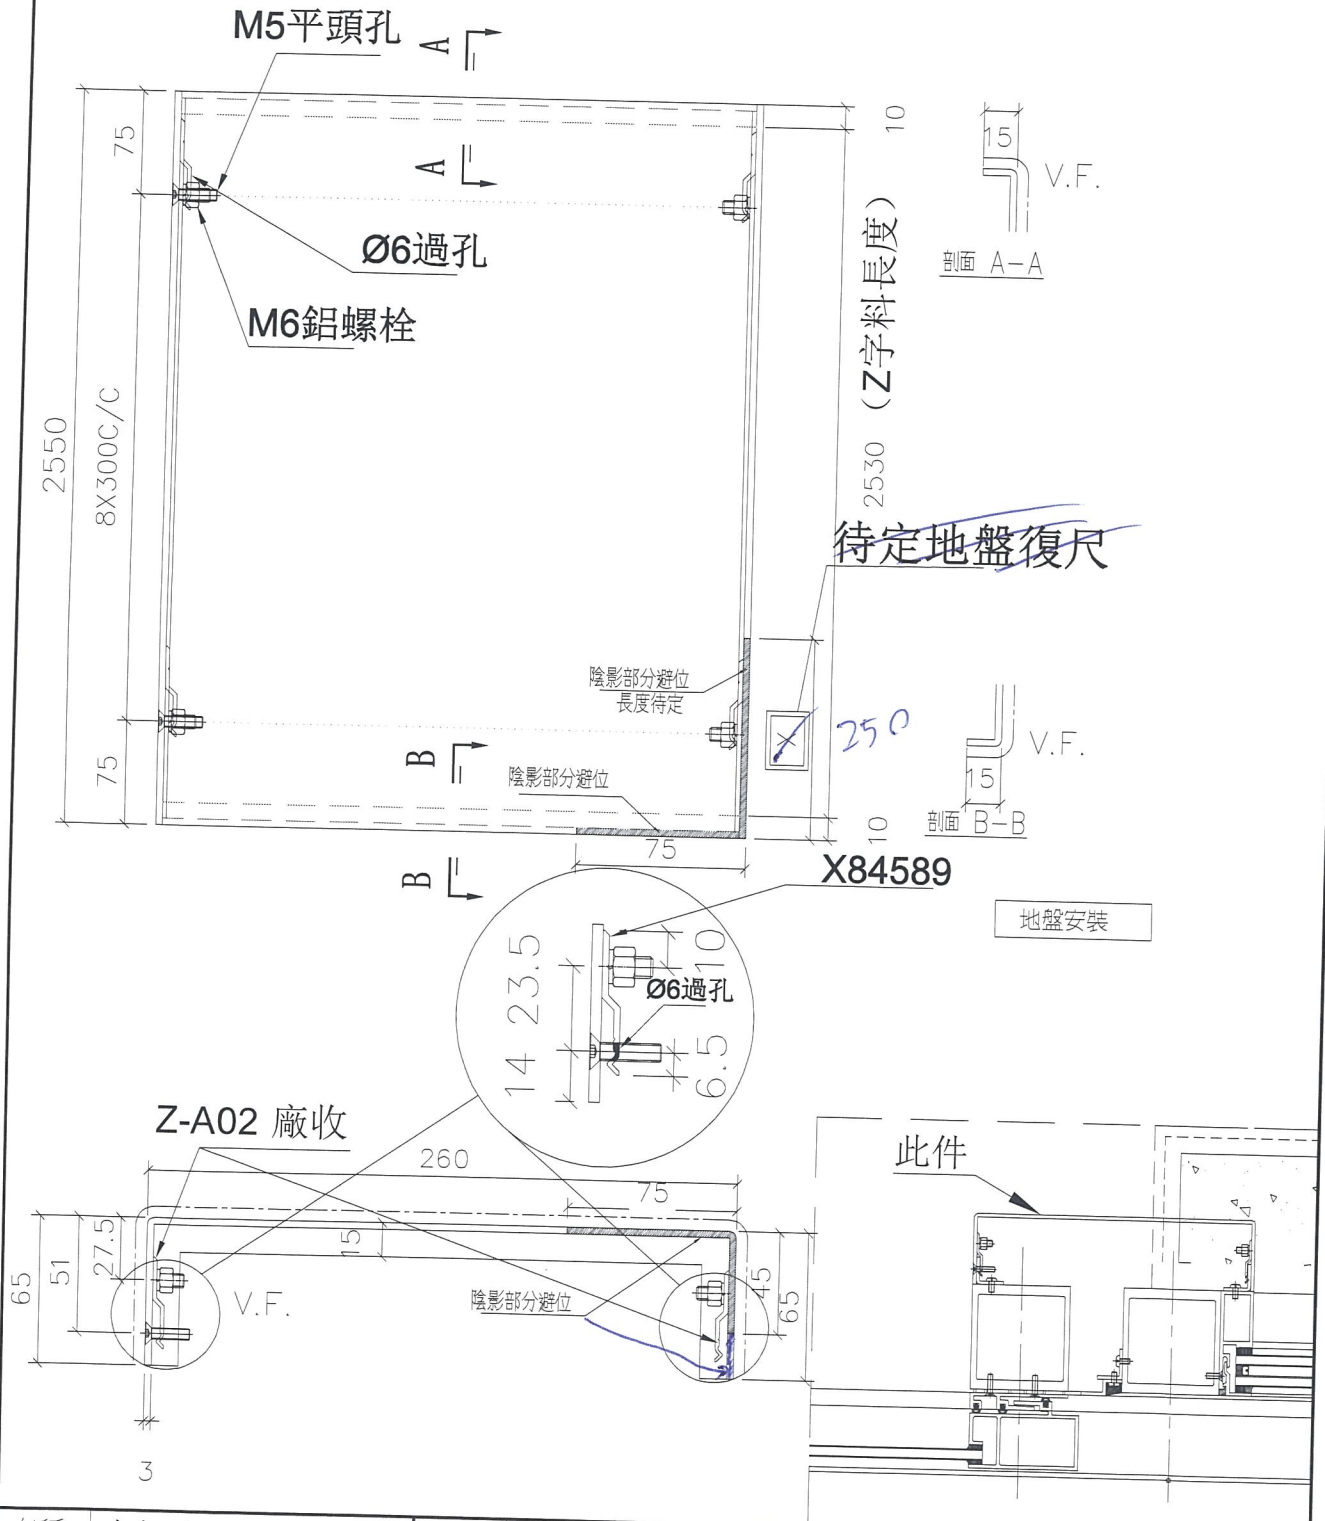 M5平頭孔
A
75
10
15
V.F.
A
Ø6過孔
剖面 A-A
M6鋁螺栓
2550
8X300C/C
2530 (Z字料長度)
待定地盤復尺
陰影部分避位
長度待定
X
250
V.F.
75
B
陰影部分避位
15
剖面 B-B
10
75
B
X84589
地盤安裝
23.5
10
Ø6過孔
14
6.5
Z-A02 廠收
260
75
此件
65
51
27.5
15
V.F.
陰影部分避位
45
65
3